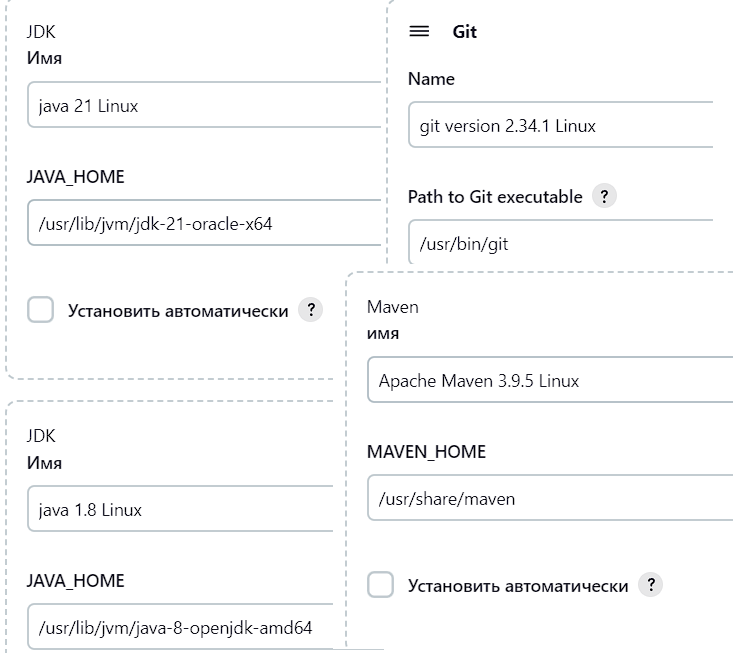 JDK
Имя
java 21 Linux
JAVA_HOME
/usr/lib/jvm/jdk-21-oracle-x64
Установить автоматически ?
Git
Name
git version 2.34.1 Linux
Path to Git executable ?
/usr/bin/git
JDK
Имя
java 1.8 Linux
JAVA_HOME
/usr/lib/jvm/java-8-openjdk-amd64
Maven
имя
Apache Maven 3.9.5 Linux
MAVEN_HOME
/usr/share/maven
Установить автоматически ?